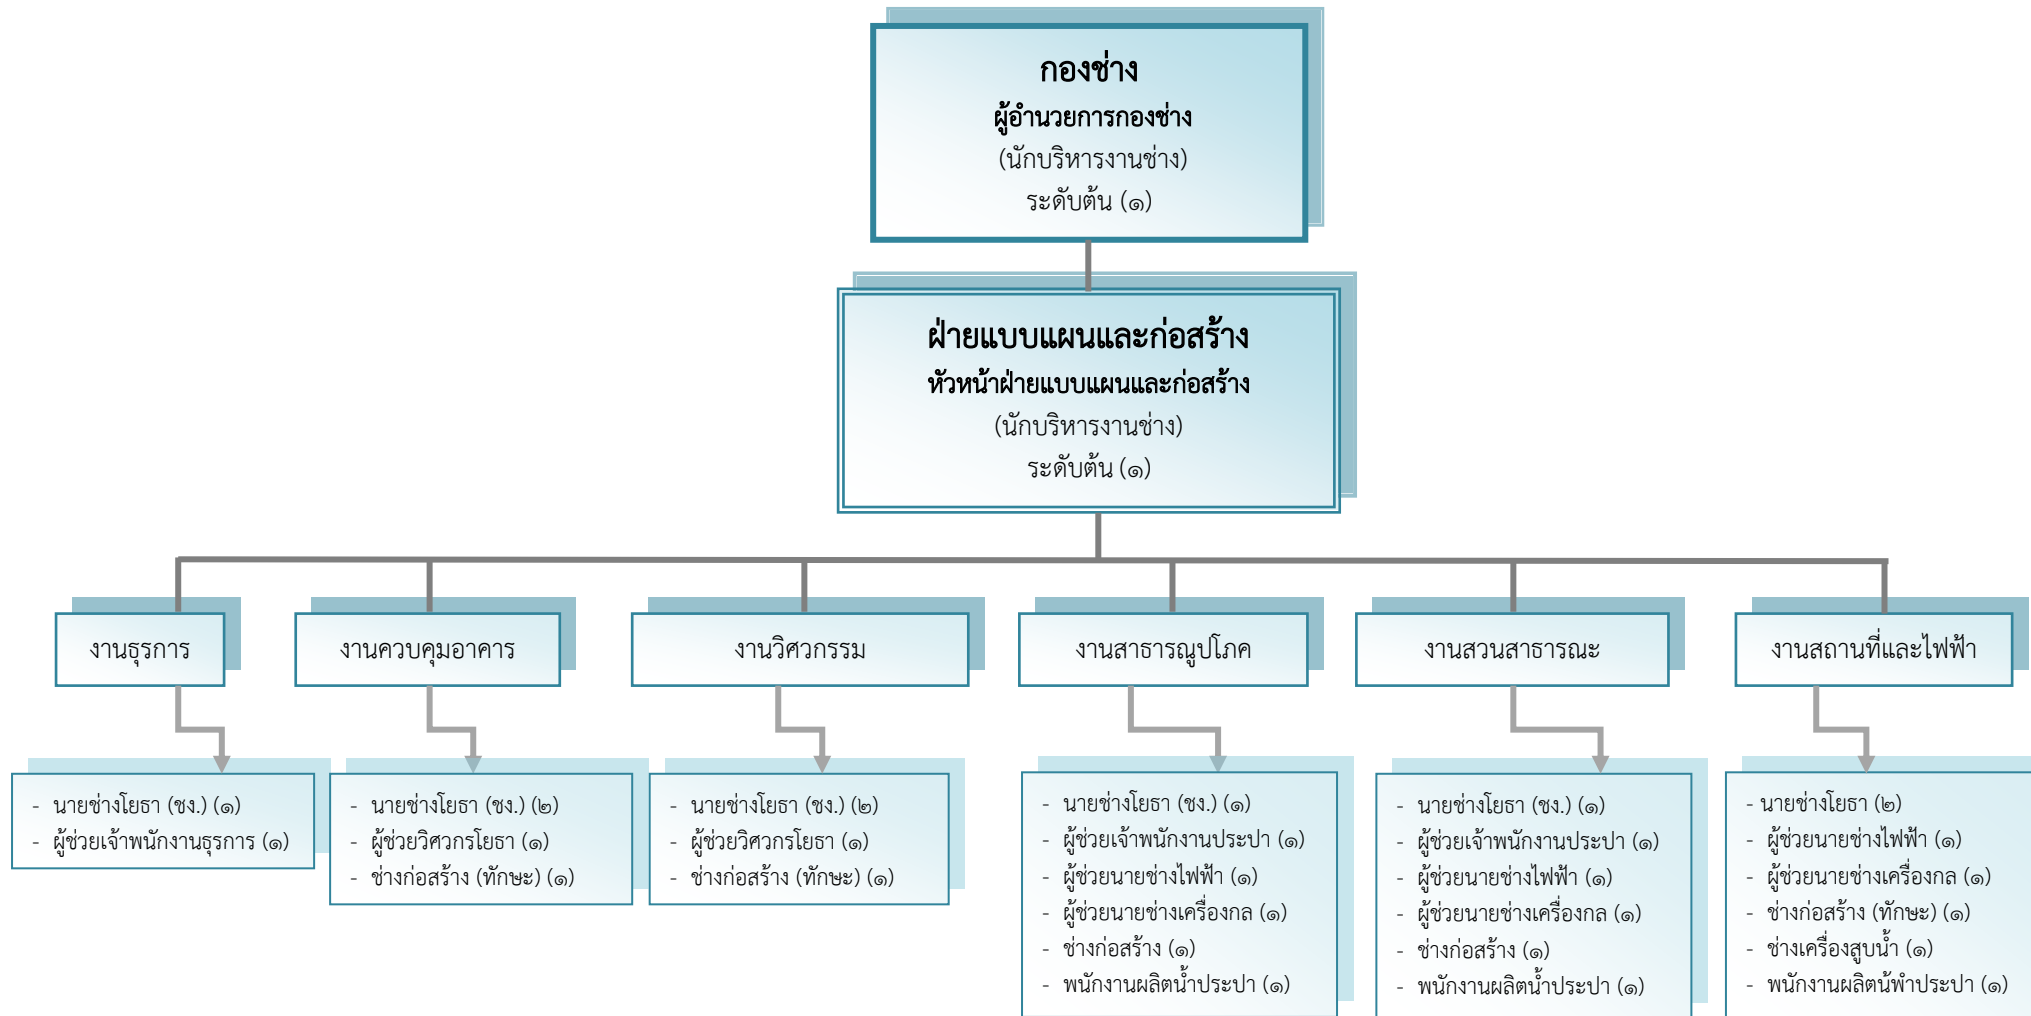 กองช่าง
ผู้อำนวยการกองช่าง
(นักบริหารงานช่าง)
ระดับต้น (๑)
ฝ่ายแบบแผนและก่อสร้าง
หัวหน้าฝ่ายแบบแผนและก่อสร้าง
(นักบริหารงานช่าง)
ระดับต้น (๑)
งานธุรการ
งานควบคุมอาคาร
งานวิศวกรรม
งานสาธารณูปโภค
งานสวนสาธารณะ
งานสถานที่และไฟฟ้า
- นายช่างโยธา (ชง.) (๑)
- ผู้ช่วยเจ้าพนักงานธุรการ (๑)
- นายช่างโยธา (ชง.) (๒)
- ผู้ช่วยวิศวกรโยธา (๑)
- ช่างก่อสร้าง (ทักษะ) (๑)
- นายช่างโยธา (ชง.) (๒)
- ผู้ช่วยวิศวกรโยธา (๑)
- ช่างก่อสร้าง (ทักษะ) (๑)
- นายช่างโยธา (ชง.) (๑)
- ผู้ช่วยเจ้าพนักงานประปา (๑)
- ผู้ช่วยนายช่างไฟฟ้า (๑)
- ผู้ช่วยนายช่างเครื่องกล (๑)
- ช่างก่อสร้าง (๑)
- พนักงานผลิตน้ำประปา (๑)
- นายช่างโยธา (ชง.) (๑)
- ผู้ช่วยเจ้าพนักงานประปา (๑)
- ผู้ช่วยนายช่างไฟฟ้า (๑)
- ผู้ช่วยนายช่างเครื่องกล (๑)
- ช่างก่อสร้าง (๑)
- พนักงานผลิตน้ำประปา (๑)
- นายช่างโยธา (๒)
- ผู้ช่วยนายช่างไฟฟ้า (๑)
- ผู้ช่วยนายช่างเครื่องกล (๑)
- ช่างก่อสร้าง (ทักษะ) (๑)
- ช่างเครื่องสูบน้ำ (๑)
- พนักงานผลิตน้พำประปา (๑)